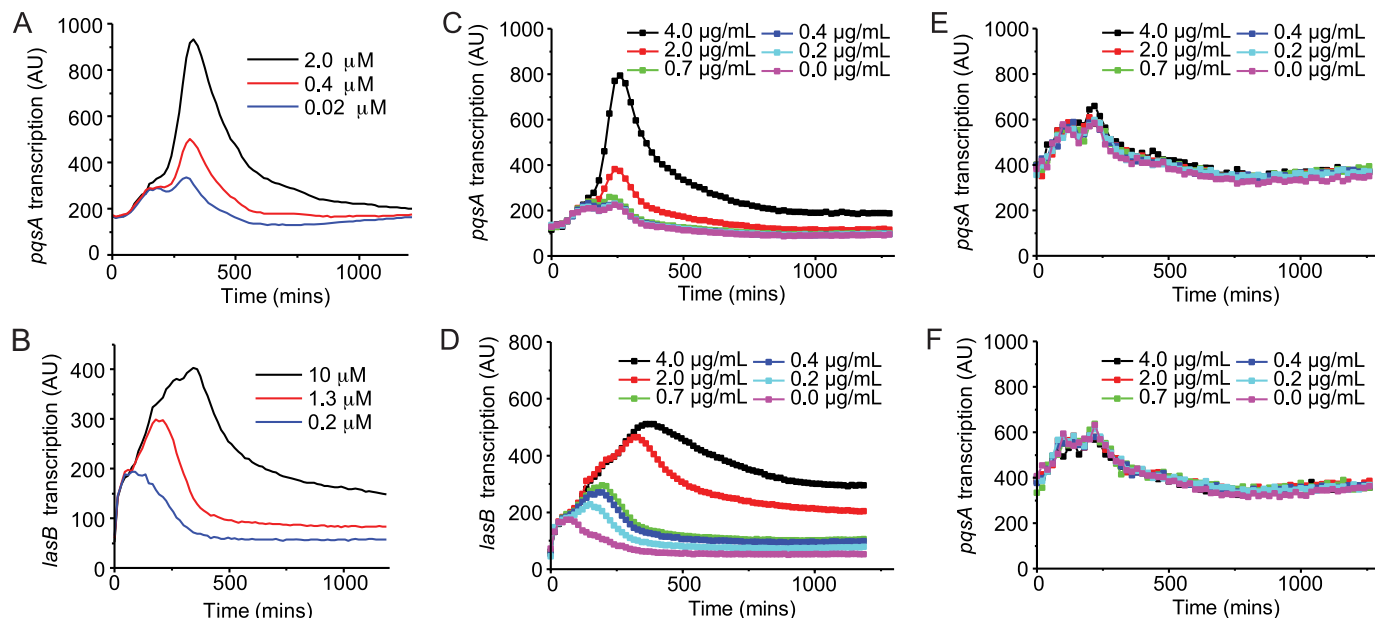 A
pqsA transcription (AU)
1000
800
600
400
200
0
2.0 µM
0.4 µM
0.02 µM
0 500 1000
Time (mins)
B
lasB transcription (AU)
400
300
200
100
0
10 µM
1.3 µM
0.2 µM
0 500 1000
Time (mins)
C
pqsA transcription (AU)
1000
800
600
400
200
0
4.0 µg/mL 0.4 µg/mL
2.0 µg/mL 0.2 µg/mL
0.7 µg/mL 0.0 µg/mL
0 500 1000
Time (mins)
D
lasB transcription (AU)
800
600
400
200
0
4.0 µg/mL 0.4 µg/mL
2.0 µg/mL 0.2 µg/mL
0.7 µg/mL 0.0 µg/mL
0 500 1000
Time (mins)
E
pqsA transcription (AU)
1000
800
600
400
200
0
4.0 µg/mL 0.4 µg/mL
2.0 µg/mL 0.2 µg/mL
0.7 µg/mL 0.0 µg/mL
0 500 1000
Time (mins)
F
pqsA transcription (AU)
1000
800
600
400
200
0
4.0 µg/mL 0.4 µg/mL
2.0 µg/mL 0.2 µg/mL
0.7 µg/mL 0.0 µg/mL
0 500 1000
Time (mins)